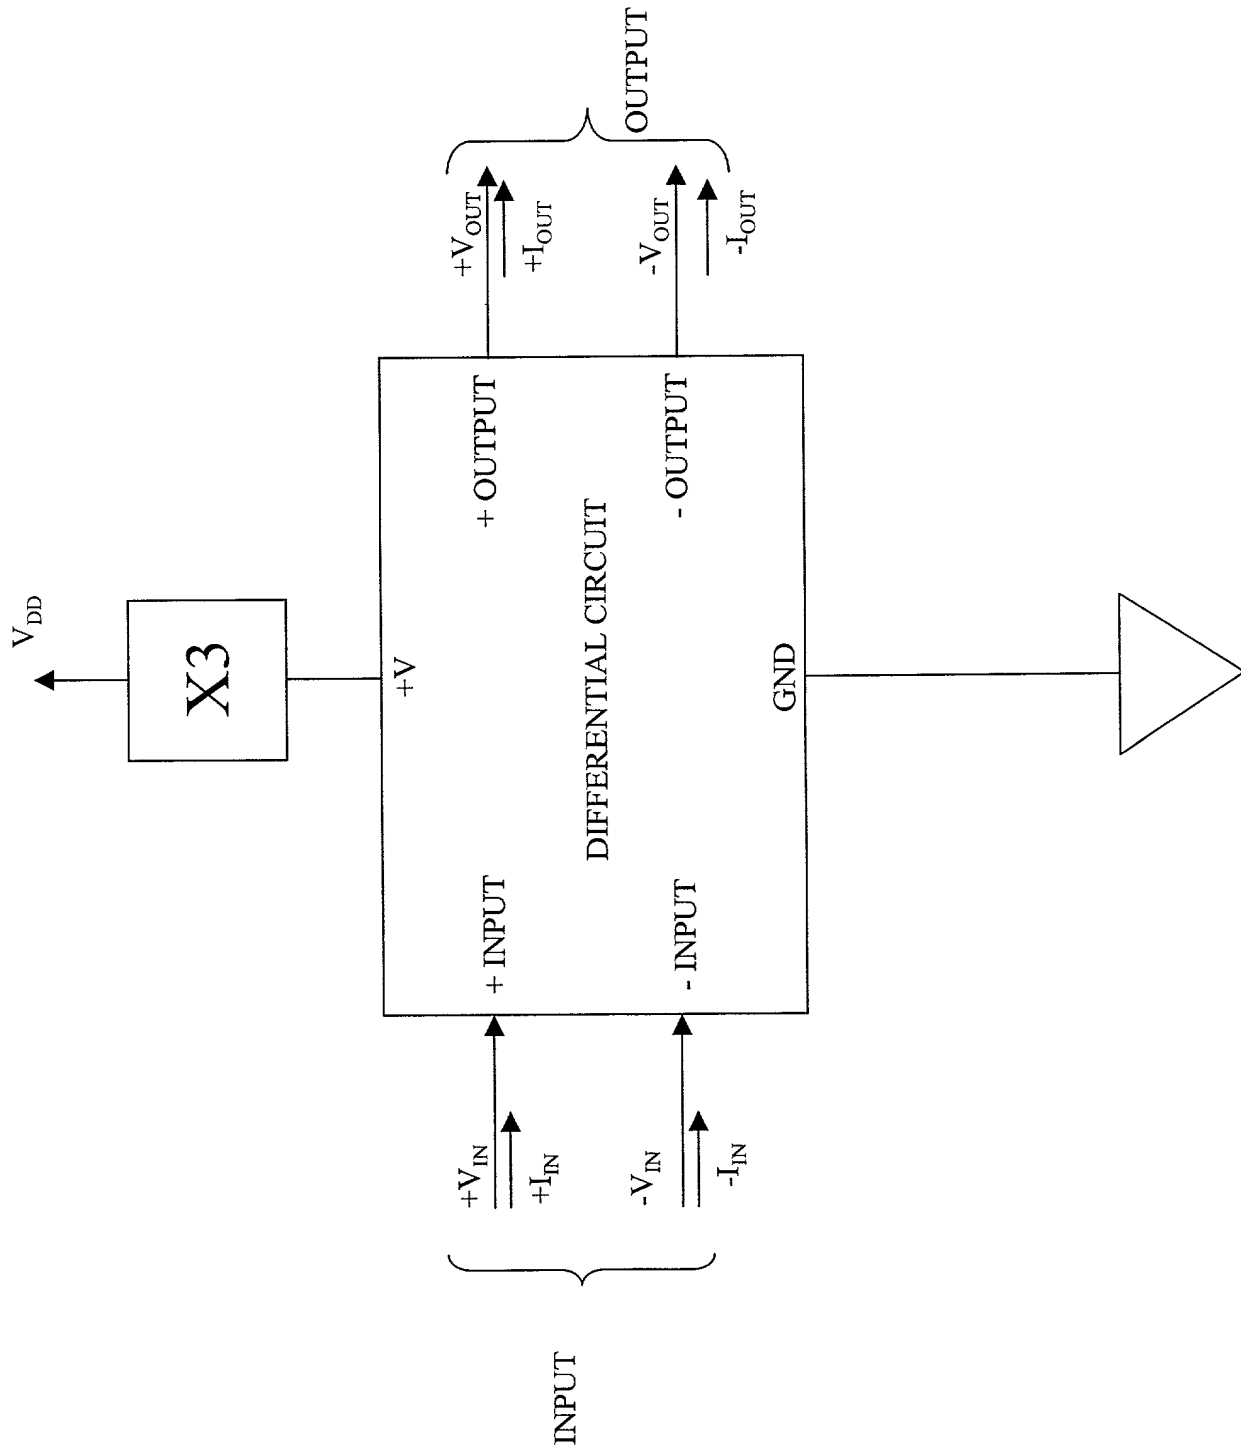 V_DD
X3
+V
INPUT
+V_IN
+I_IN
-V_IN
-I_IN
+ INPUT
- INPUT
DIFFERENTIAL CIRCUIT
+ OUTPUT
- OUTPUT
GND
+V_OUT
+I_OUT
-V_OUT
-I_OUT
OUTPUT